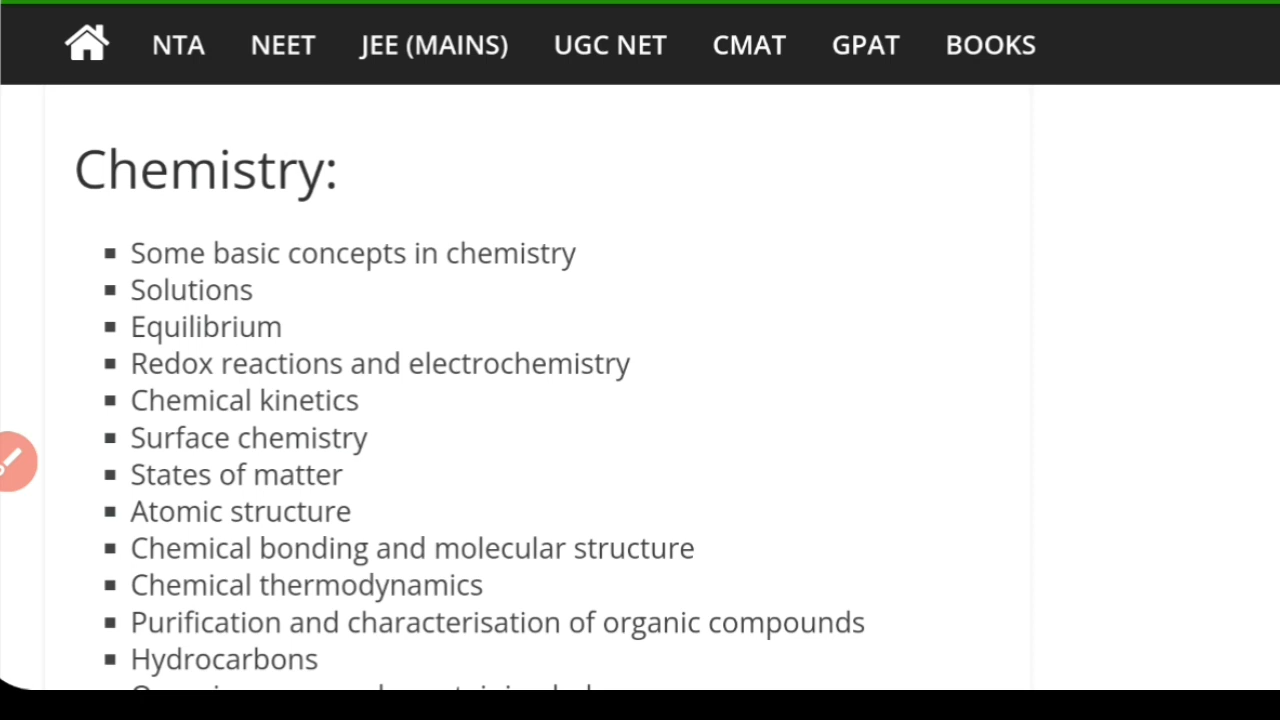 NTA NEET JEE (MAINS) UGC NET CMAT GPAT BOOKS
Chemistry:
Some basic concepts in chemistry
Solutions
Equilibrium
Redox reactions and electrochemistry
Chemical kinetics
Surface chemistry
States of matter
Atomic structure
Chemical bonding and molecular structure
Chemical thermodynamics
Purification and characterisation of organic compounds
Hydrocarbons